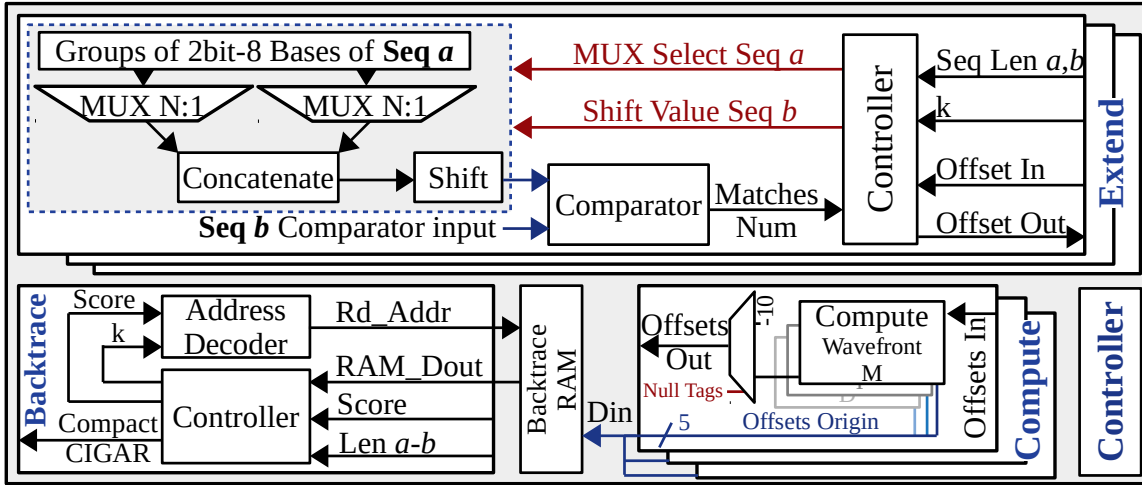 Groups of 2bit-8 Bases of Seq a
MUX N:1
MUX N:1
Concatenate
Shift
Seq b Comparator input
Comparator
MUX Select Seq a
Shift Value Seq b
Matches
Num
Controller
Seq Len a,b
k
Offset In
Offset Out
Extend
Backtrace
Score
k
Address
Decoder
Controller
Compact
CIGAR
Rd_Addr
RAM_Dout
Score
Len a-b
Backtrace
RAM
Din
Offsets
Out
Null Tags
-10
Compute
Wavefront
M
I
D
5
Offsets Origin
Offsets In
Compute
Controller